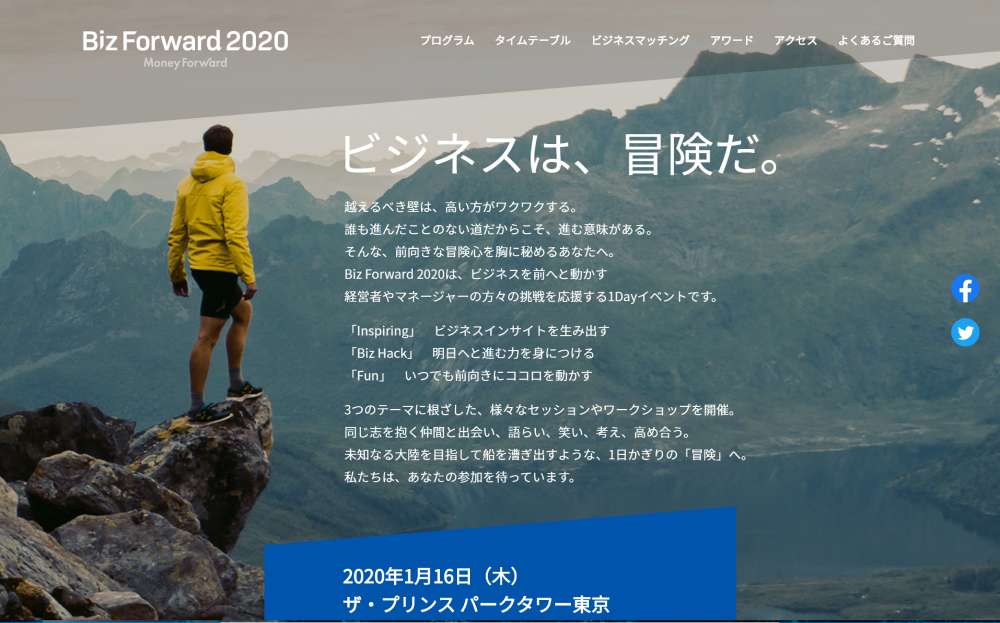 Biz Forward 2020
Money Forward
プログラム タイムテーブル ビジネスマッチング アワード アクセス よくあるご質問
ビジネスは、冒険だ。
越えるべき壁は、高い方がワクワクする。
誰も進んだことのない道だからこそ、進む意味がある。
そんな、前向きな冒険心を胸に秘めるあなたへ。
Biz Forward 2020は、ビジネスを前へと動かす
経営者やマネージャーの方々の挑戦を応援する1Dayイベントです。
「Inspiring」 ビジネスインサイトを生み出す
「Biz Hack」 明日へと進む力を身につける
「Fun」 いつでも前向きにココロを動かす
3つのテーマに根ざした、様々なセッションやワークショップを開催。
同じ志を抱く仲間と出会い、語らい、笑い、考え、高め合う。
未知なる大陸を目指して船を漕ぎ出すような、1日かぎりの「冒険」へ。
私たちは、あなたの参加を待っています。
2020年1月16日（木）
ザ・プリンス パークタワー東京